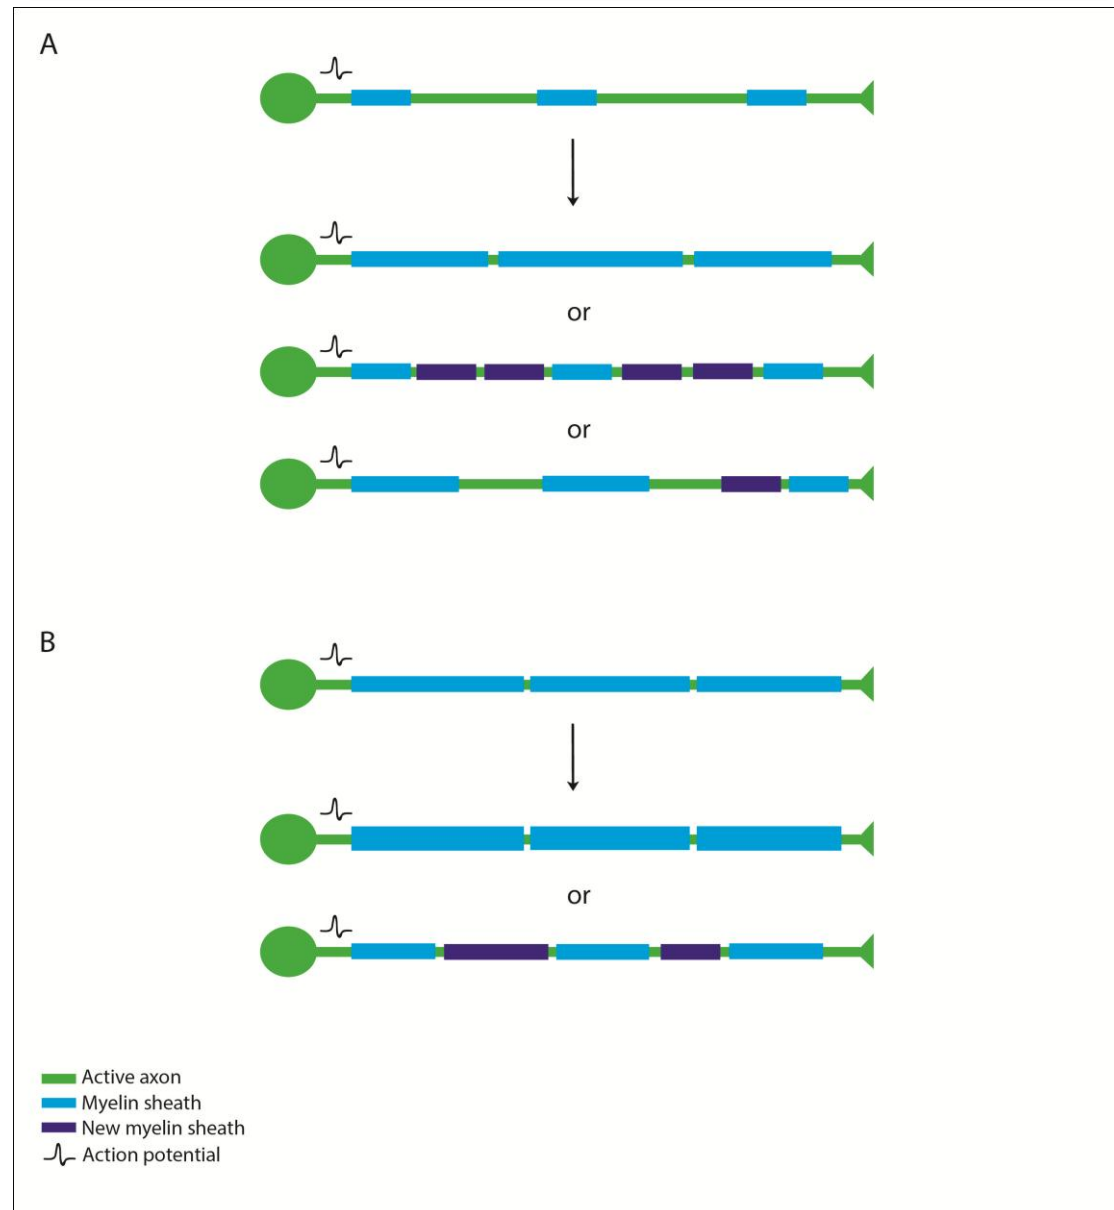 A
or
or
B
or
Active axon
Myelin sheath
New myelin sheath
Action potential